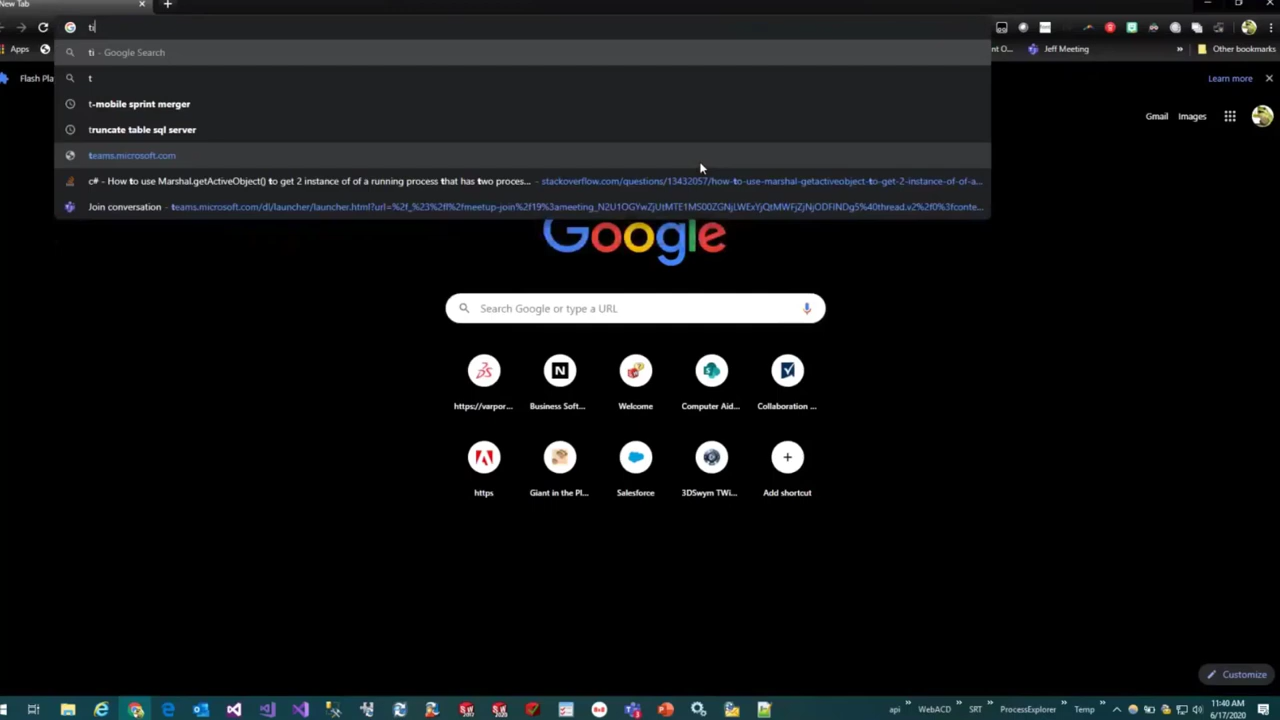 New Tab
ti
Apps
nt O...
Jeff Meeting
»
Other bookmarks
ti - Google Search
Flash Pla
Learn more
t
t-mobile sprint merger
truncate table sql server
Gmail Images
teams.microsoft.com
c# - How to use Marshal.getActiveObject() to get 2 instance of of a running process that has two proces... - stackoverflow.com/questions/13432057/how-to-use-marshal-getactiveobject-to-get-2-instance-of-of-a...
Join conversation - teams.microsoft.com/dl/launcher/launcher.html?url=%2f_%23%2fl%2fmeetup-join%2f19%3ameeting_N2U1OGYwZjUtMTE1MS00ZGNjLWExYjQtMWFjZjNjODFlNDg5%40thread.v2%2f0%3fconte...
Google
Search Google or type a URL
https://varpor... Business Soft... Welcome Computer Aid... Collaboration ...
https Giant in the Pl... Salesforce 3DSwym TWi... Add shortcut
Customize
api » WebACD » SRT » ProcessExplorer » Temp »
11:40 AM
6/17/2020